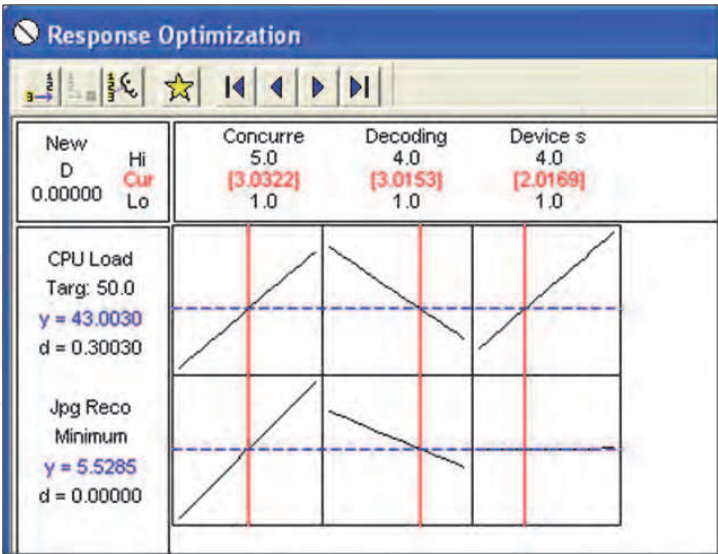 Response Optimization
New
D
0.00000
Hi
Cur
Lo
Concurre
5.0
[3.0322]
1.0
Decoding
4.0
[3.0153]
1.0
Device s
4.0
[2.0169]
1.0
CPU Load
Targ: 50.0
y = 43.0030
d = 0.30030
Jpg Reco
Minimum
y = 5.5285
d = 0.00000